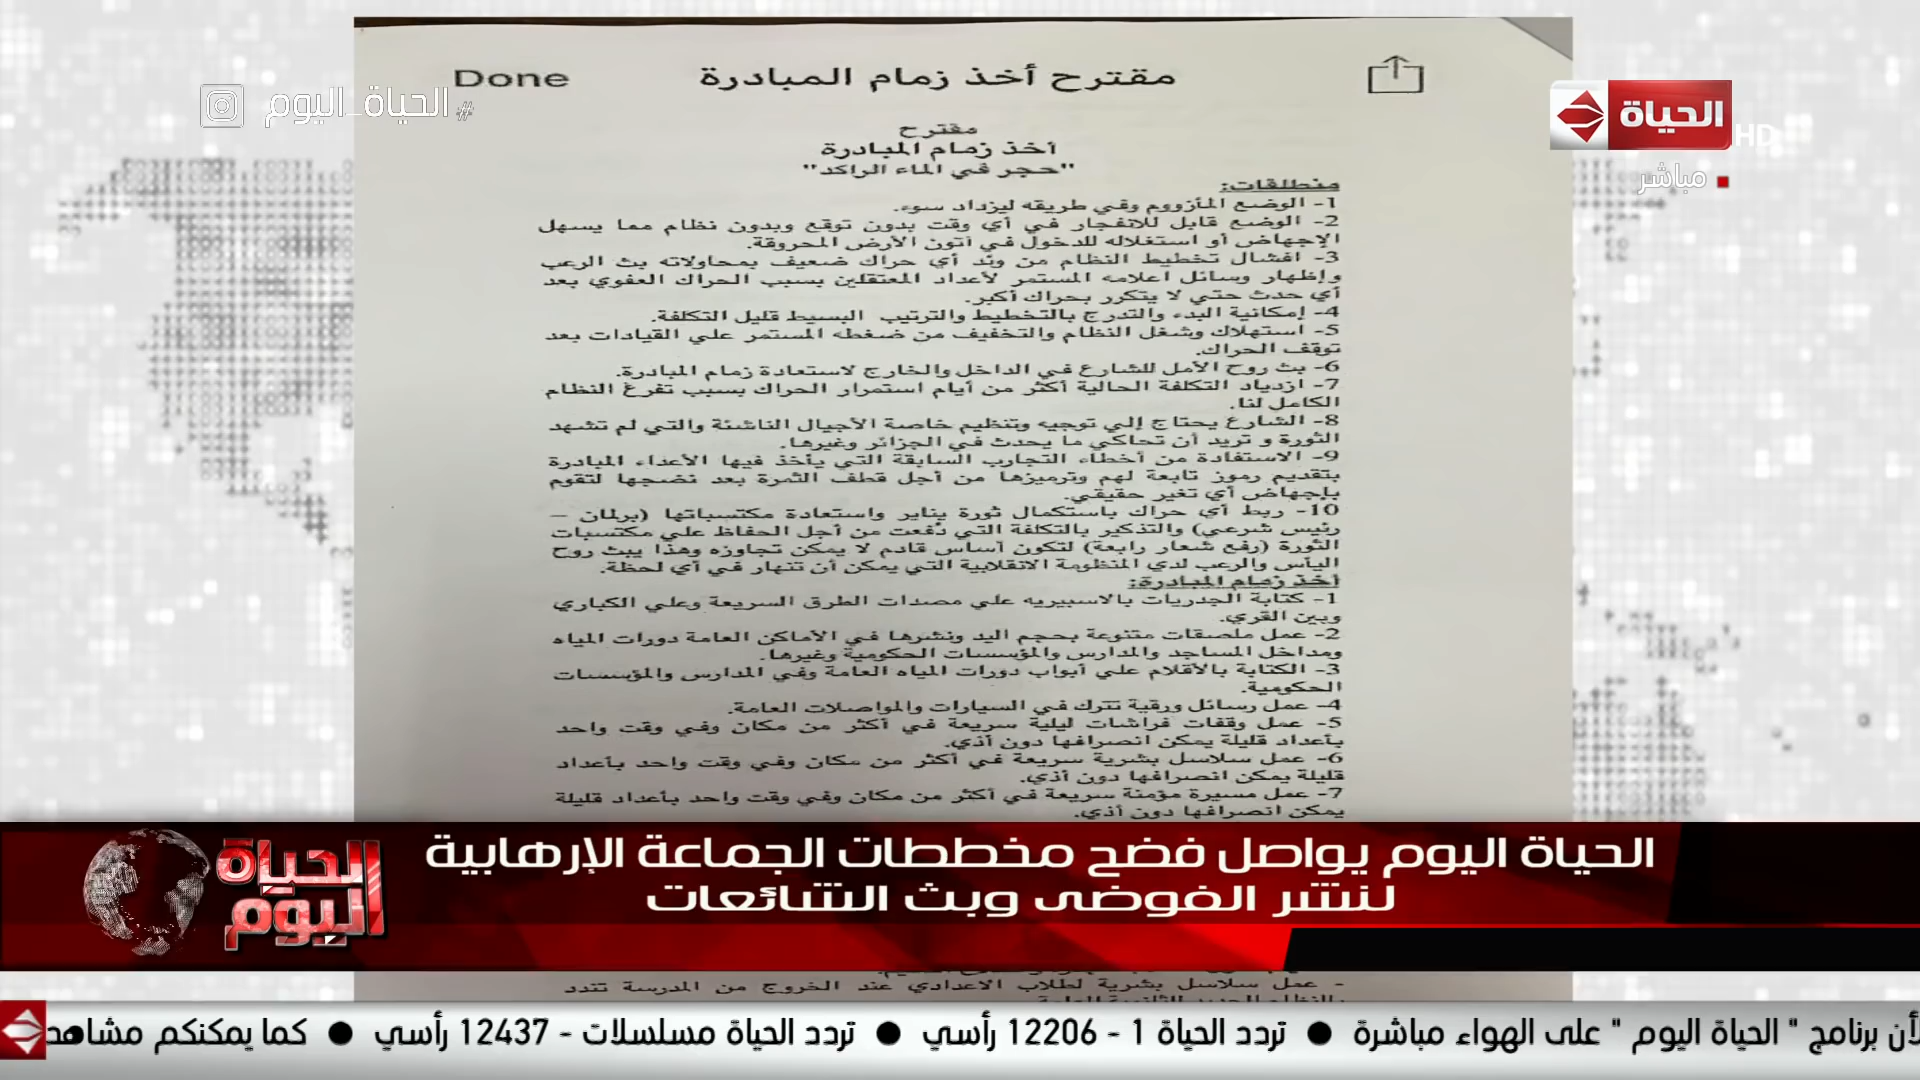 Done
مقترح أخذ زمام المبادرة
#الحياة_اليوم
الحياة
HD
مباشر
مقترح
أخذ زمام المبادرة
"حجر في الماء الراكد"
منطلقات:
1- الوضع المأزووم وفي طريقه ليزداد سوء.
2- الوضع قابل للانفجار في أي وقت بدون توقع وبدون نظام مما يسهل
الإجهاض أو استغلاله للدخول في آتون الأرض المحروقة.
3- افشال تخطيط النظام من وئد أي حراك ضعيف بمحاولاته بث الرعب
وإظهار وسائل اعلامه المستمر لأعداد المعتقلين بسبب الحراك العفوي بعد
أي حدث حتي لا يتكرر بحراك أكبر.
4- إمكانية البدء والتدرج بالتخطيط والترتيب البسيط قليل التكلفة.
5- استهلاك وشغل النظام والتخفيف من ضغطه المستمر علي القيادات بعد
توقف الحراك.
6- بث روح الأمل للشارع في الداخل والخارج لاستعادة زمام المبادرة.
7- ازدياد التكلفة الحالية أكثر من أيام استمرار الحراك بسبب تفرغ النظام
الكامل لنا.
8- الشارع يحتاج إلي توجيه وتنظيم خاصة الأجيال الناشئة والتي لم تشهد
الثورة و تريد أن تحاكي ما يحدث في الجزائر وغيرها.
9- الاستفادة من أخطاء التجارب السابقة التي يأخذ فيها الأعداء المبادرة
بتقديم رموز تابعة لهم وترميزها من أجل قطف الثمرة بعد نضجها لتقوم
بإجهاض أي تغير حقيقي.
10- ربط أي حراك باستكمال ثورة يناير واستعادة مكتسباتها (برلمان –
رئيس شرعي) والتذكير بالتكلفة التي دُفعت من أجل الحفاظ علي مكتسبات
الثورة (رفع شعار رابعة) لتكون أساس قادم لا يمكن تجاوزه وهذا يبث روح
اليأس والرعب لدي المنظومة الانقلابية التي يمكن أن تنهار في أي لحظة.
أخذ زمام المبادرة:
1- كتابة الجدريات بالاسبيريه علي مصدات الطرق السريعة وعلي الكباري
وبين القري.
2- عمل ملصقات متنوعة بحجم اليد ونشرها في الأماكن العامة دورات المياه
ومداخل المساجد والمدارس والمؤسسات الحكومية وغيرها.
3- الكتابة بالأقلام علي أبواب دورات المياه العامة وفي المدارس والمؤسسات
الحكومية.
4- عمل رسائل ورقية تترك في السيارات والمواصلات العامة.
5- عمل وقفات فراشات ليلية سريعة في أكثر من مكان وفي وقت واحد
بأعداد قليلة يمكن انصرافها دون أذي.
6- عمل سلاسل بشرية سريعة في أكثر من مكان وفي وقت واحد بأعداد
قليلة يمكن انصرافها دون أذي.
7- عمل مسيرة مؤمنة سريعة في أكثر من مكان وفي وقت واحد بأعداد قليلة
يمكن انصرافها دون أذي.
الحياة اليوم يواصل فضح مخططات الجماعة الإرهابية
لنشر الفوضى وبث الشائعات
الحياة
اليوم
- عمل سلاسل بشرية لطلاب الاعدادي عند الخروج من المدرسة تندد
أن برنامج " الحياة اليوم " على الهواء مباشرة ● تردد الحياة 1 - 12206 رأسي ● تردد الحياة مسلسلات - 12437 رأسي ● كما يمكنكم